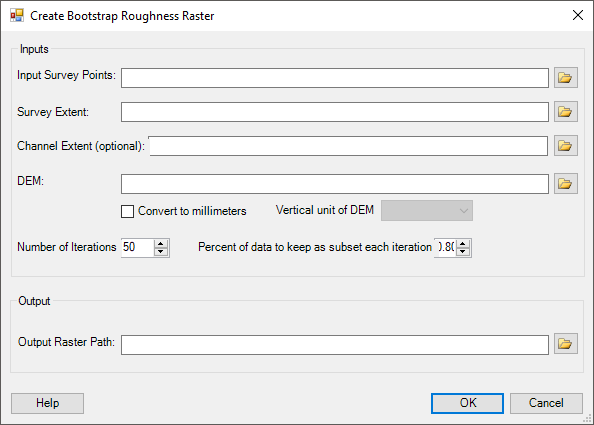 Create Bootstrap Roughness Raster
Inputs
Input Survey Points:
Survey Extent:
Channel Extent (optional):
DEM:
Convert to millimeters Vertical unit of DEM
Number of Iterations 50 Percent of data to keep as subset each iteration 0.80
Output
Output Raster Path:
Help OK Cancel